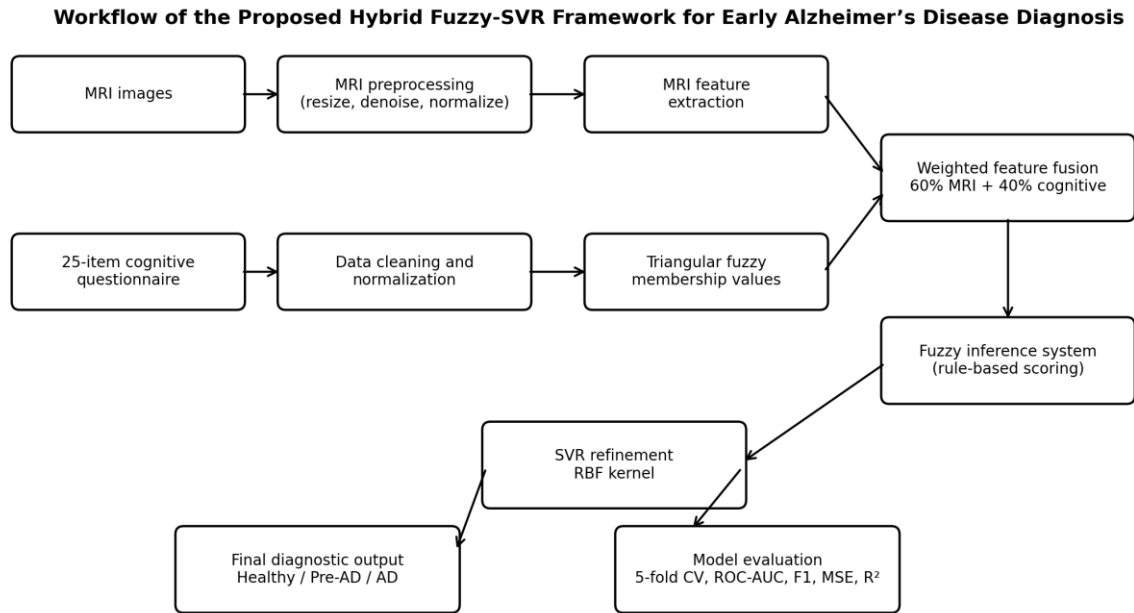 Workflow of the Proposed Hybrid Fuzzy-SVR Framework for Early Alzheimer’s Disease Diagnosis
MRI images
MRI preprocessing
(resize, denoise, normalize)
MRI feature
extraction
Weighted feature fusion
60% MRI + 40% cognitive
25-item cognitive
questionnaire
Data cleaning and
normalization
Triangular fuzzy
membership values
Fuzzy inference system
(rule-based scoring)
SVR refinement
RBF kernel
Final diagnostic output
Healthy / Pre-AD / AD
Model evaluation
5-fold CV, ROC-AUC, F1, MSE, R²